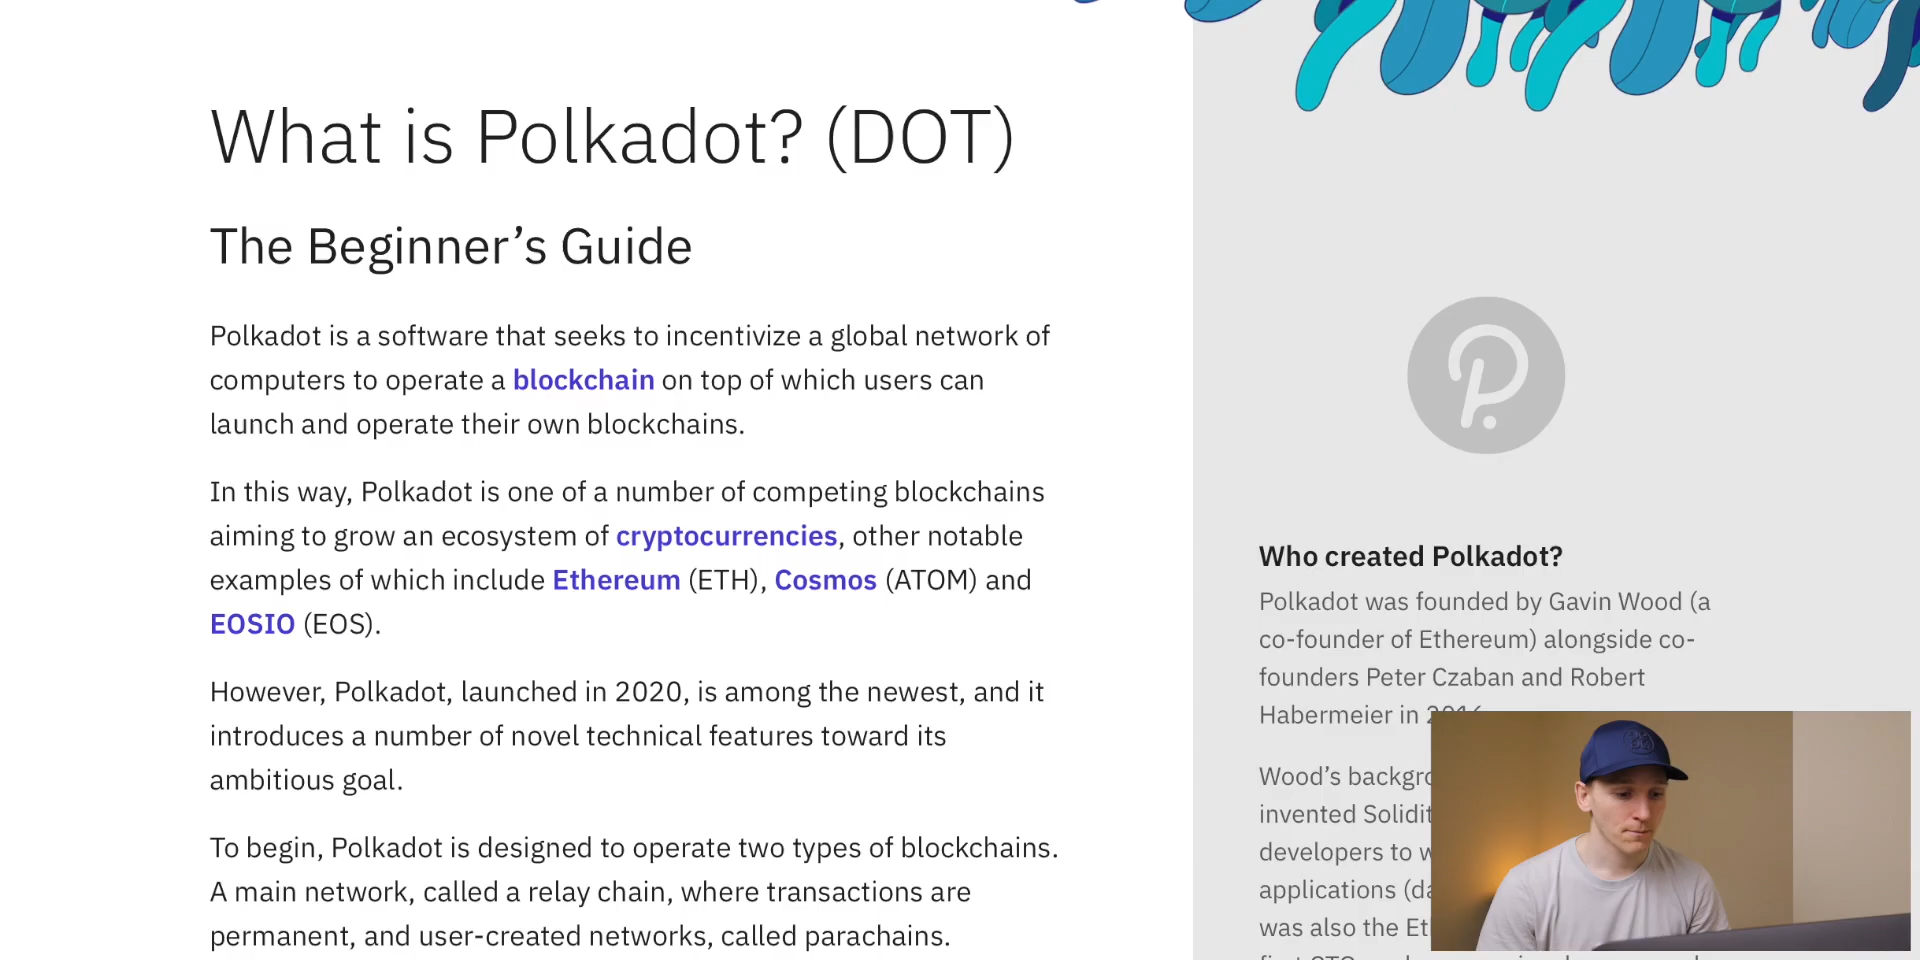 What is Polkadot? (DOT)
The Beginner’s Guide
Polkadot is a software that seeks to incentivize a global network of
computers to operate a blockchain on top of which users can
launch and operate their own blockchains.
In this way, Polkadot is one of a number of competing blockchains
aiming to grow an ecosystem of cryptocurrencies, other notable
examples of which include Ethereum (ETH), Cosmos (ATOM) and
EOSIO (EOS).
However, Polkadot, launched in 2020, is among the newest, and it
introduces a number of novel technical features toward its
ambitious goal.
To begin, Polkadot is designed to operate two types of blockchains.
A main network, called a relay chain, where transactions are
permanent, and user-created networks, called parachains.
Who created Polkadot?
Polkadot was founded by Gavin Wood (a
co-founder of Ethereum) alongside co-
founders Peter Czaban and Robert
Habermeier in
Wood’s
invented
developers to
applications
was also the